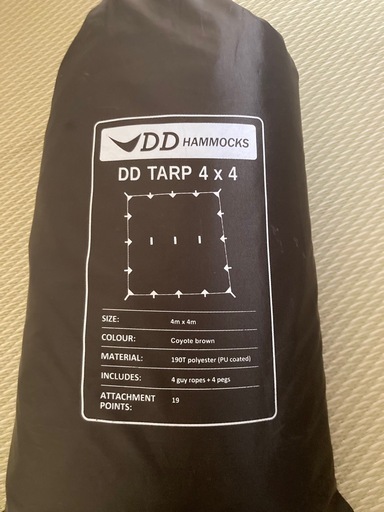 DD HAMMOCKS
DD TARP 4 x 4
SIZE: 4m x 4m
COLOUR: Coyote brown
MATERIAL: 190T polyester (PU coated)
INCLUDES: 4 guy ropes + 4 pegs
ATTACHMENT
POINTS: 19